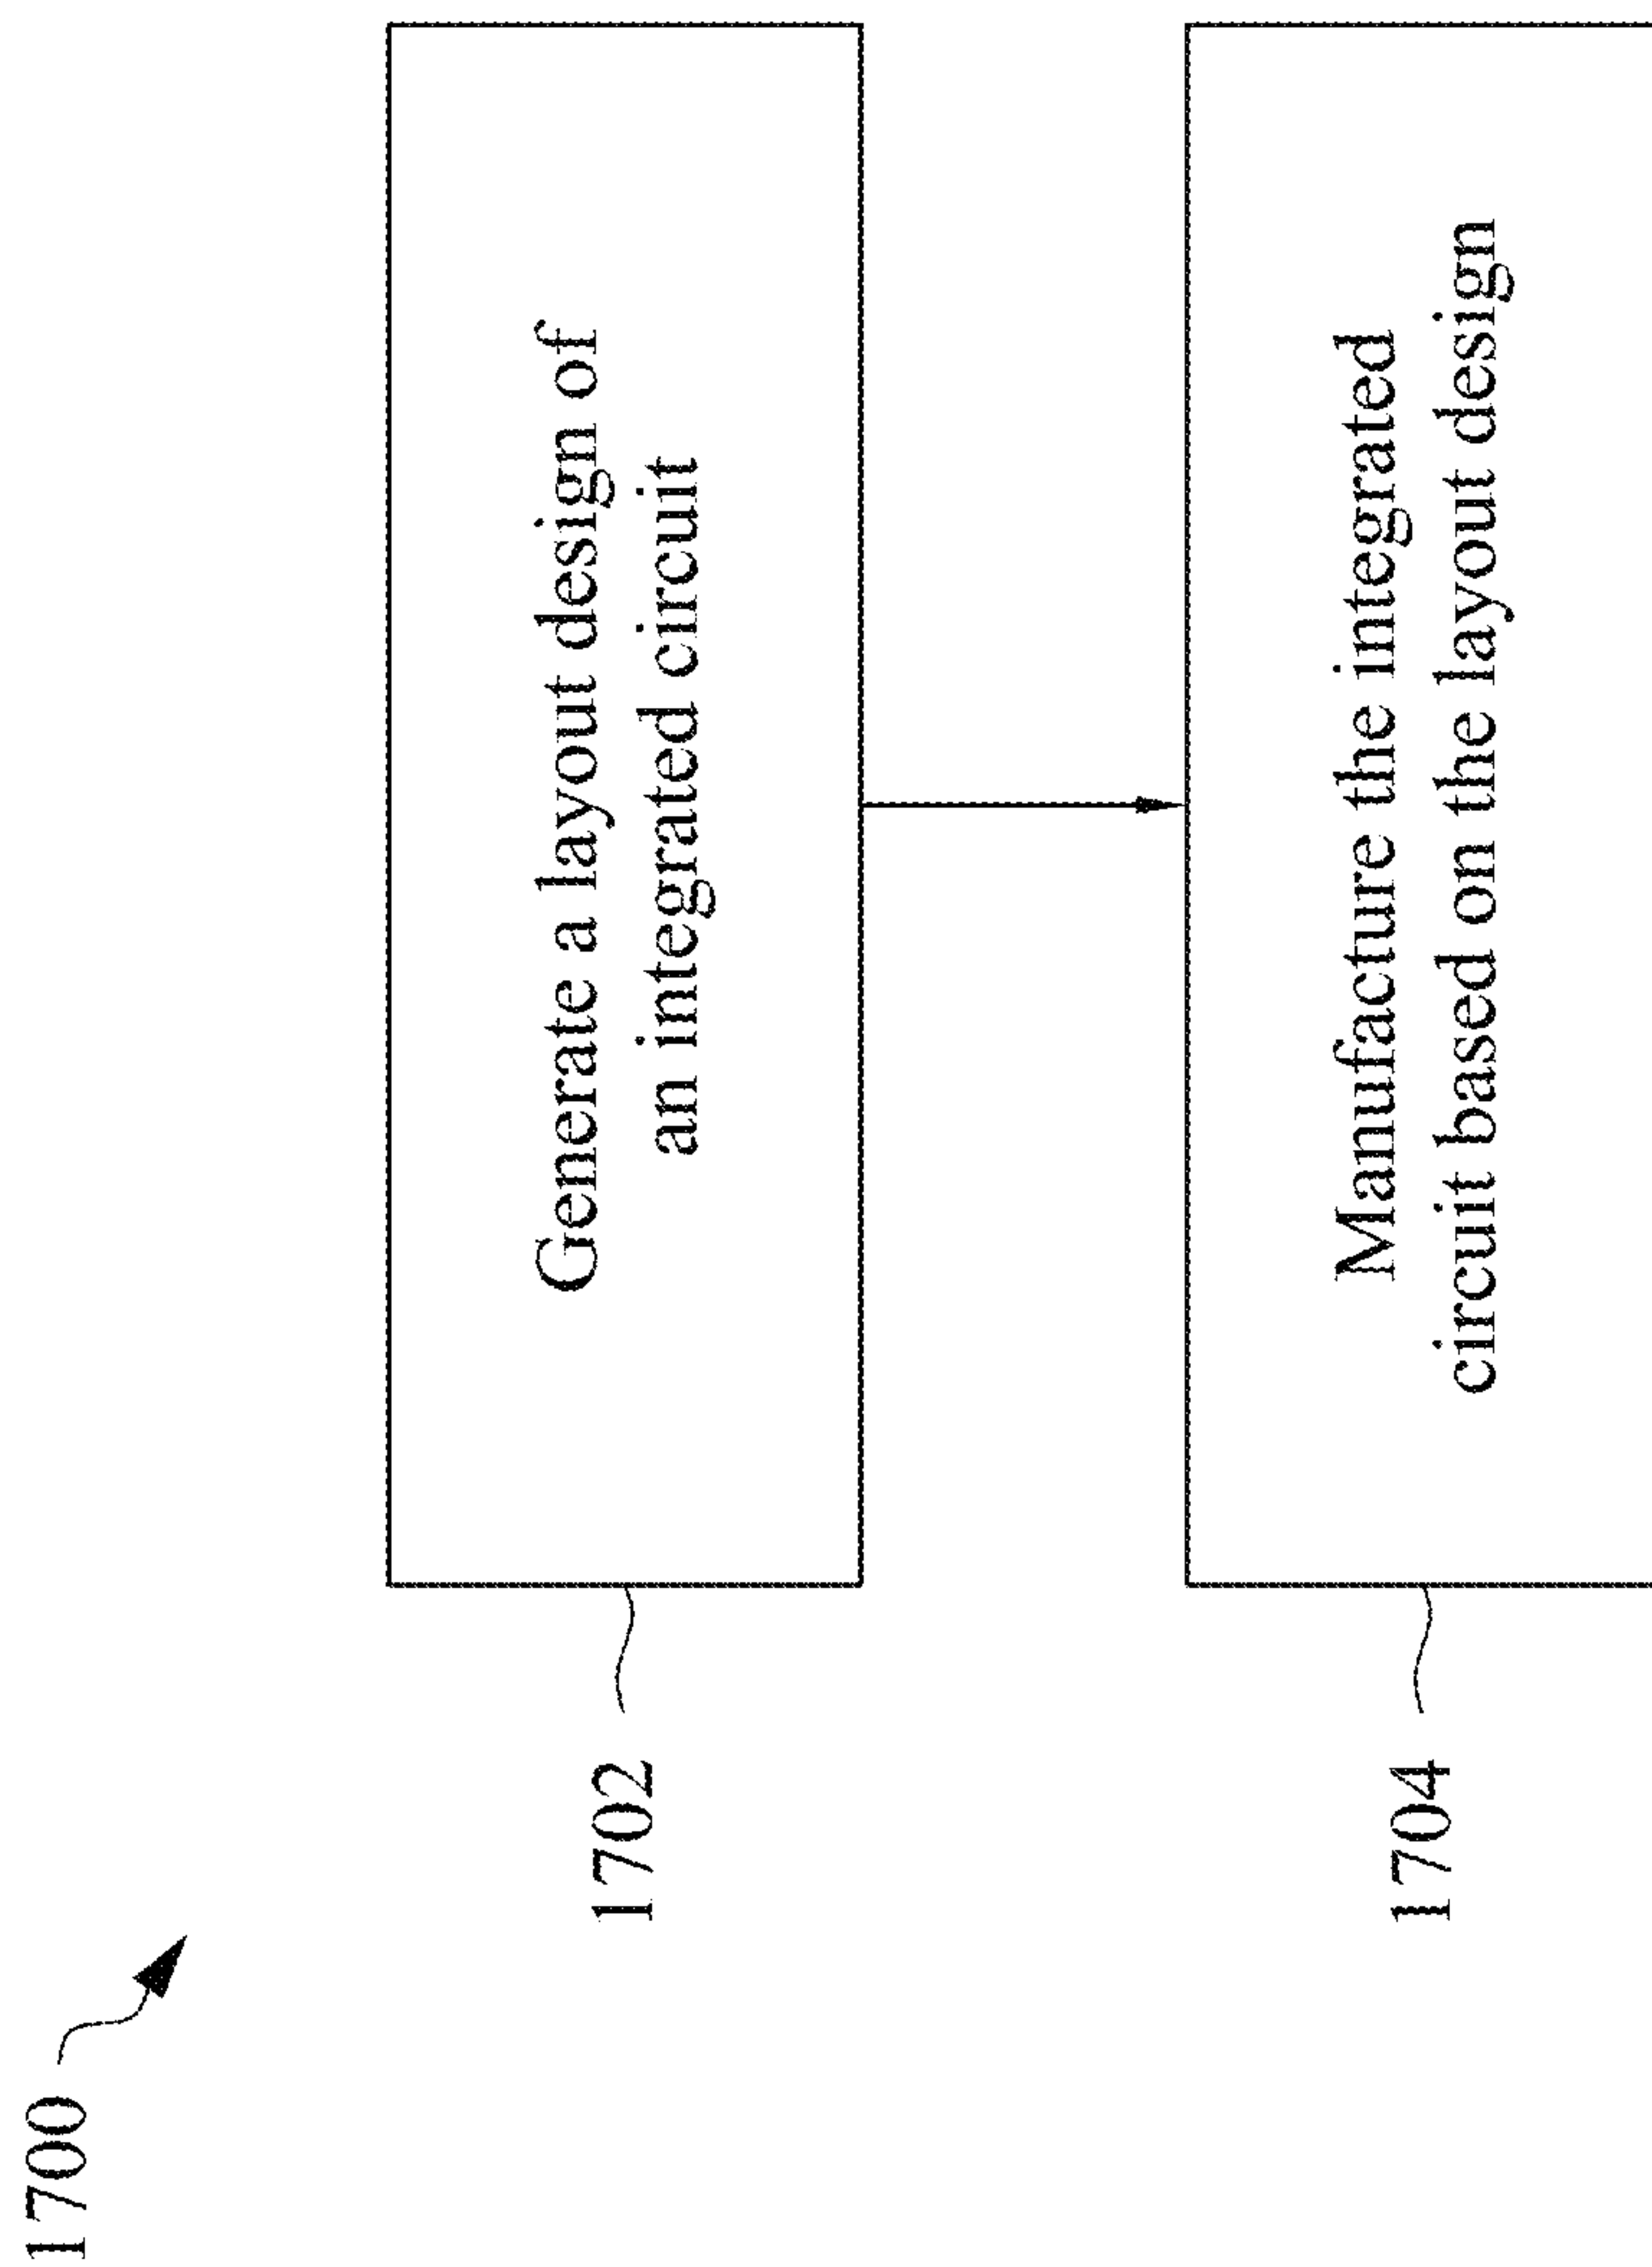 1700
1702
Generate a layout design of
an integrated circuit
1704
Manufacture the integrated
circuit based on the layout design